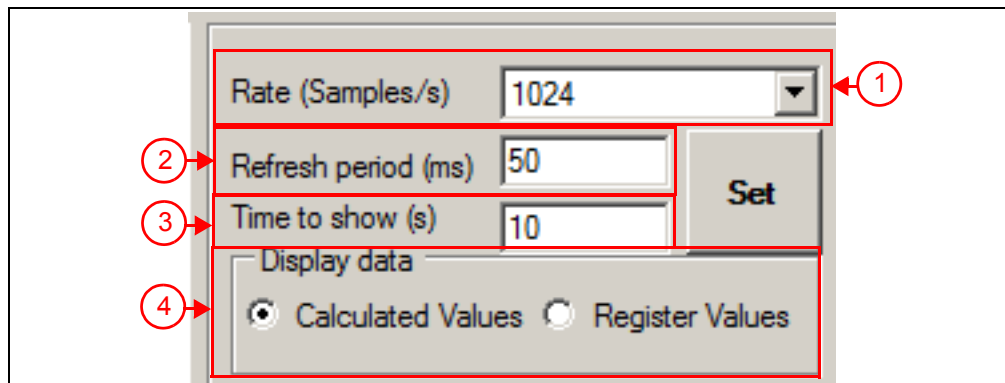 Rate (Samples/s) 1024 1
2 Refresh period (ms) 50
Set
3 Time to show (s) 10
Display data
4 Calculated Values Register Values